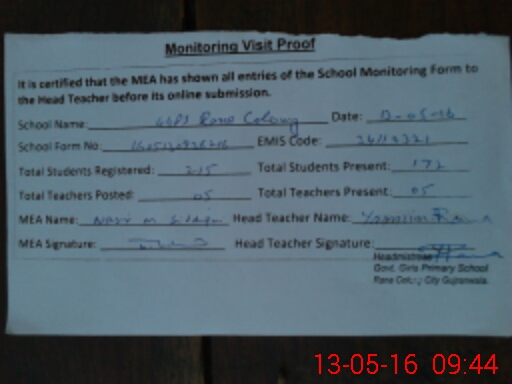 Monitoring Visit Proof
It is certified that the MEA has shown all entries of the School Monitoring Form to
the Head Teacher before its online submission.
School Name: GGPS Rana Colony Date: 13-05-16
School Form No: EMIS Code:
Total Students Registered: 215 Total Students Present: 172
Total Teachers Posted: 05 Total Teachers Present: 05
MEA Name: Head Teacher Name:
MEA Signature: Head Teacher Signature:
Headmistress
Govt. Girls Primary School
Rana Colony City Gujranwala.
13-05-16 09:44